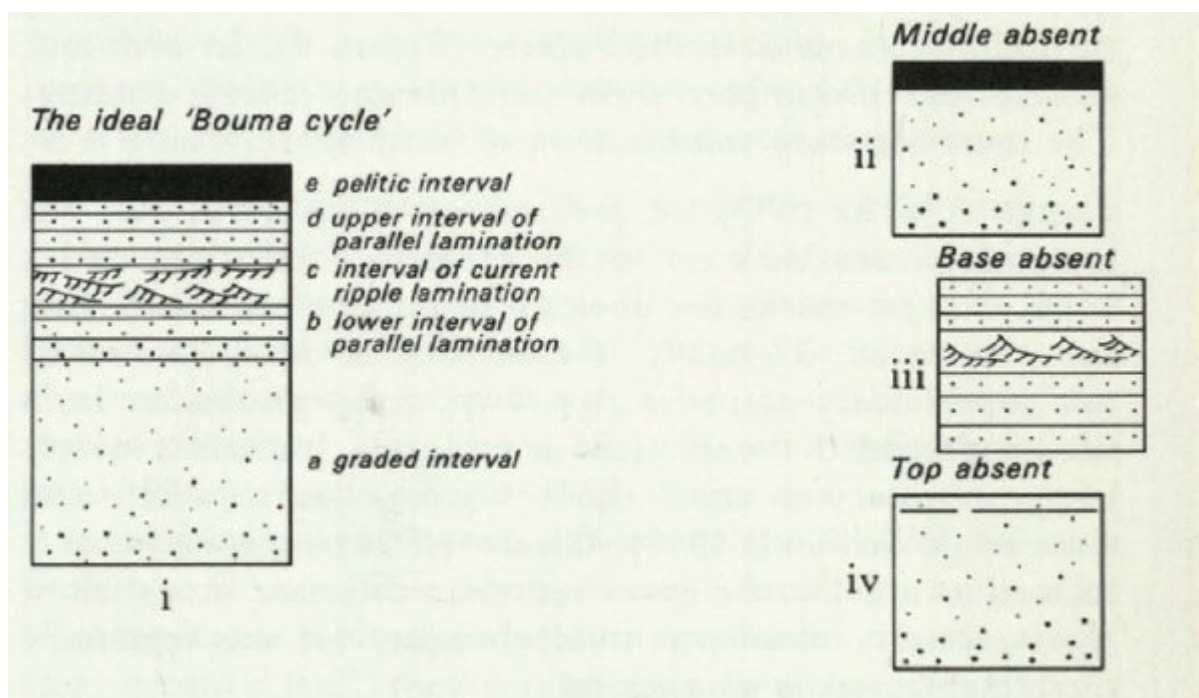 The ideal 'Bouma cycle'
e pelitic interval
d upper interval of
parallel lamination
c interval of current
ripple lamination
b lower interval of
parallel lamination
a graded interval
i
Middle absent
ii
Base absent
iii
Top absent
iv